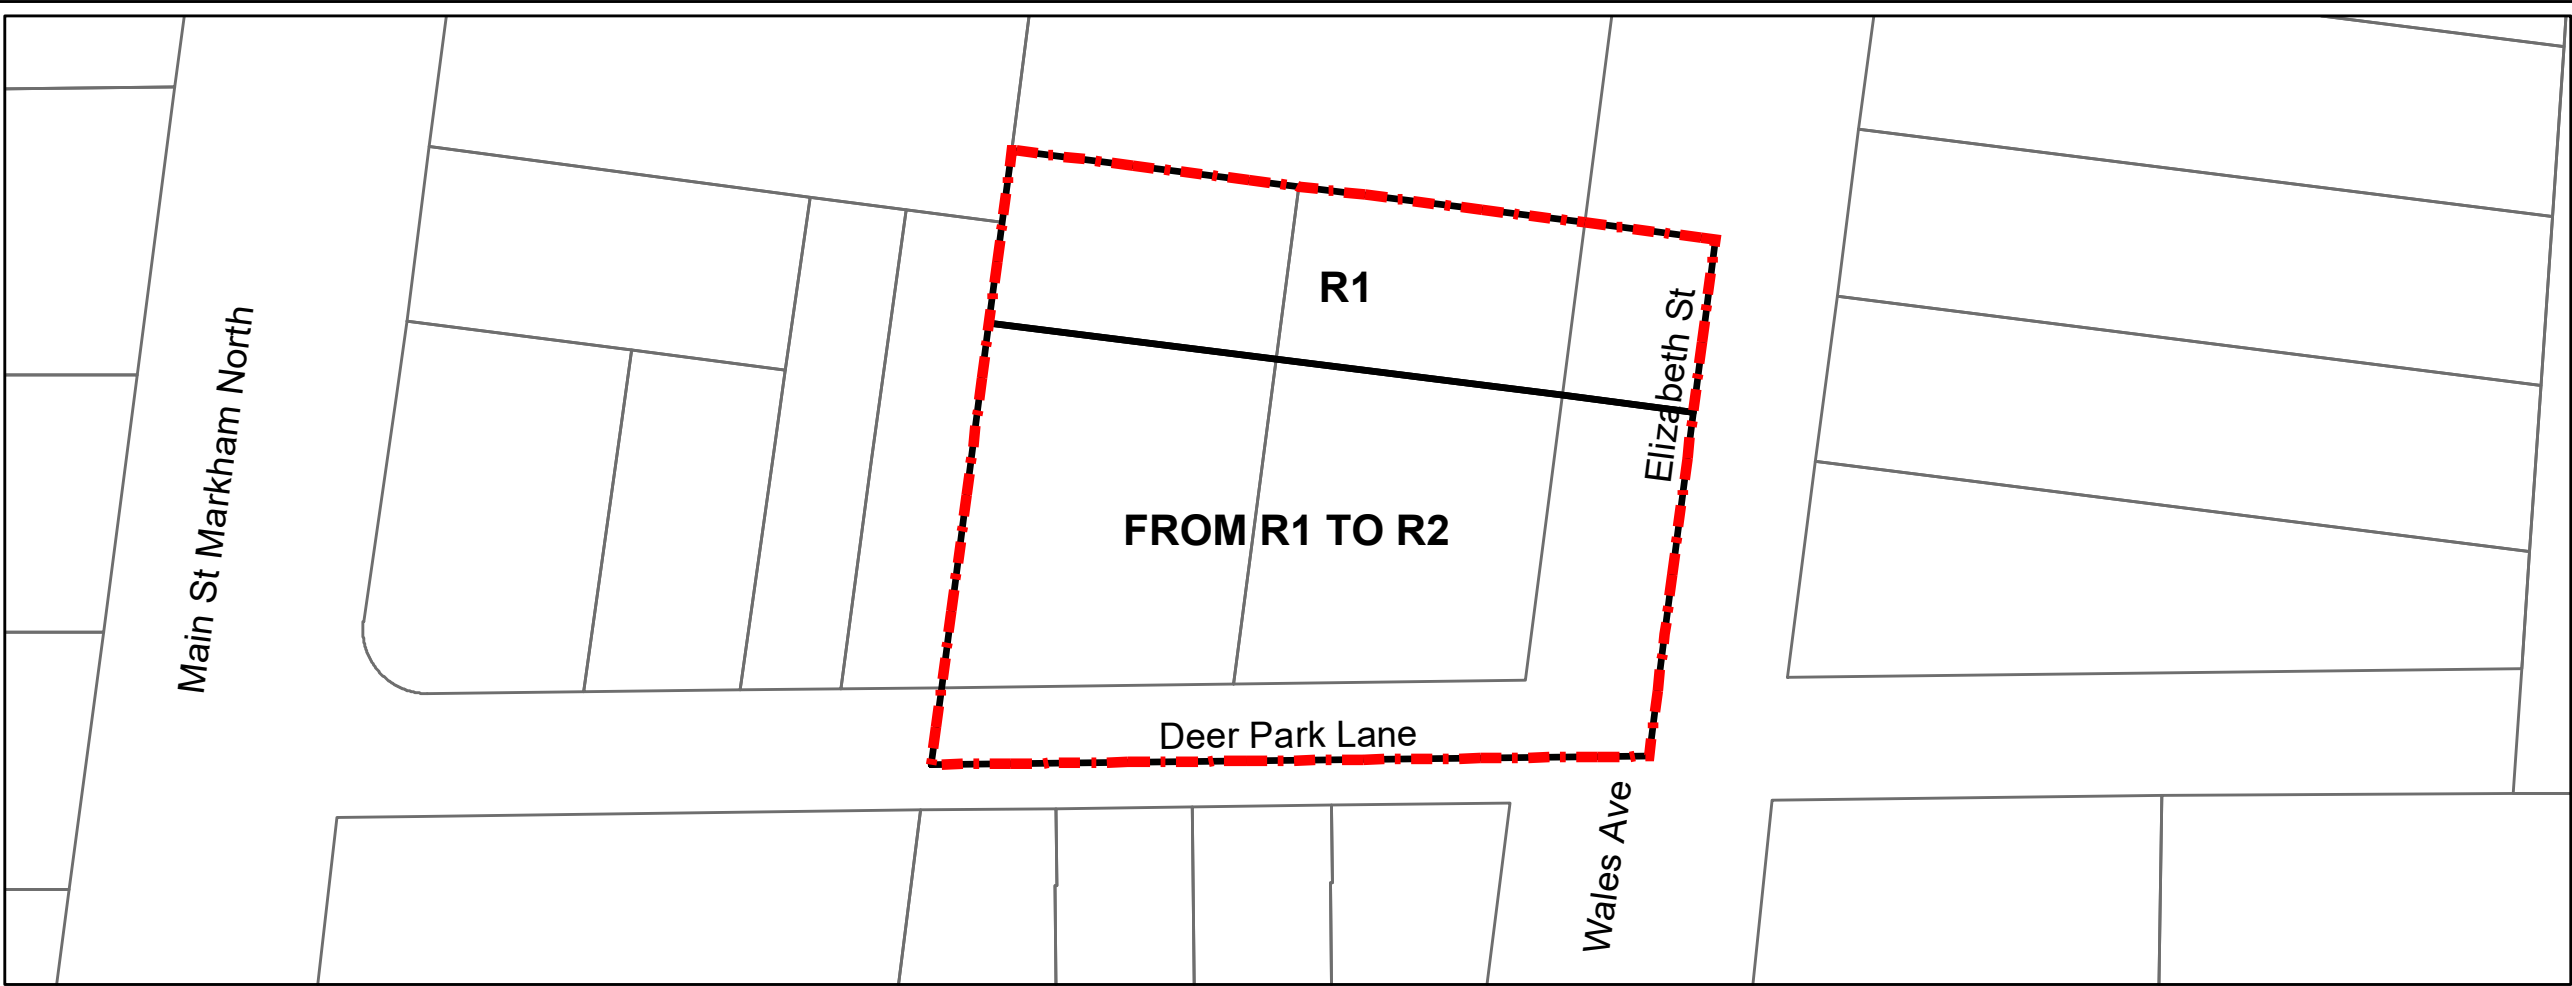 R1
Elizabeth St
Main St Markham North
FROM R1 TO R2
Deer Park Lane
Wales Ave